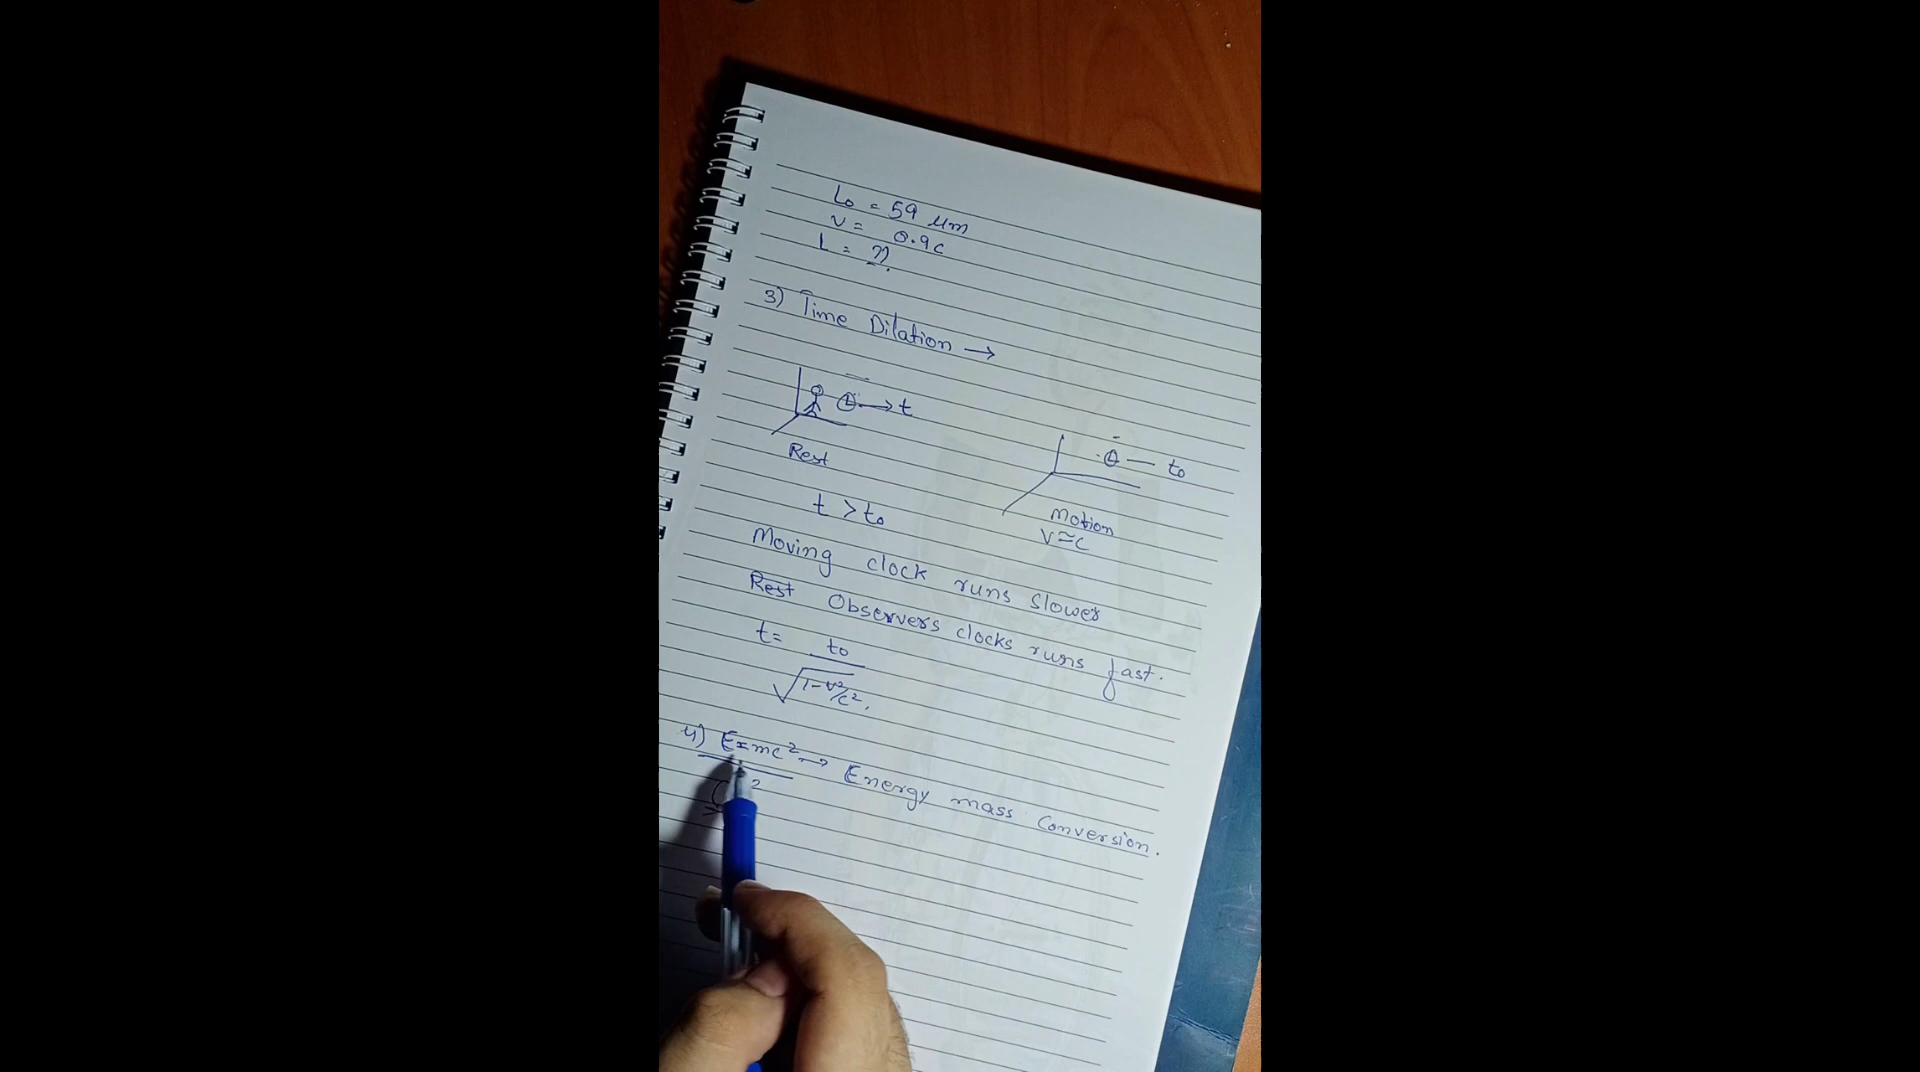 L₀ = 59 μm
v = 0.9c
L = ?
3) Time Dilation →
t
Rest
t₀
Motion
v≅c
t > t₀
Moving clock runs slower
Rest Observers clocks runs fast.
t = t₀
√1-v²/c².
4) E=mc² → Energy mass Conversion.
2